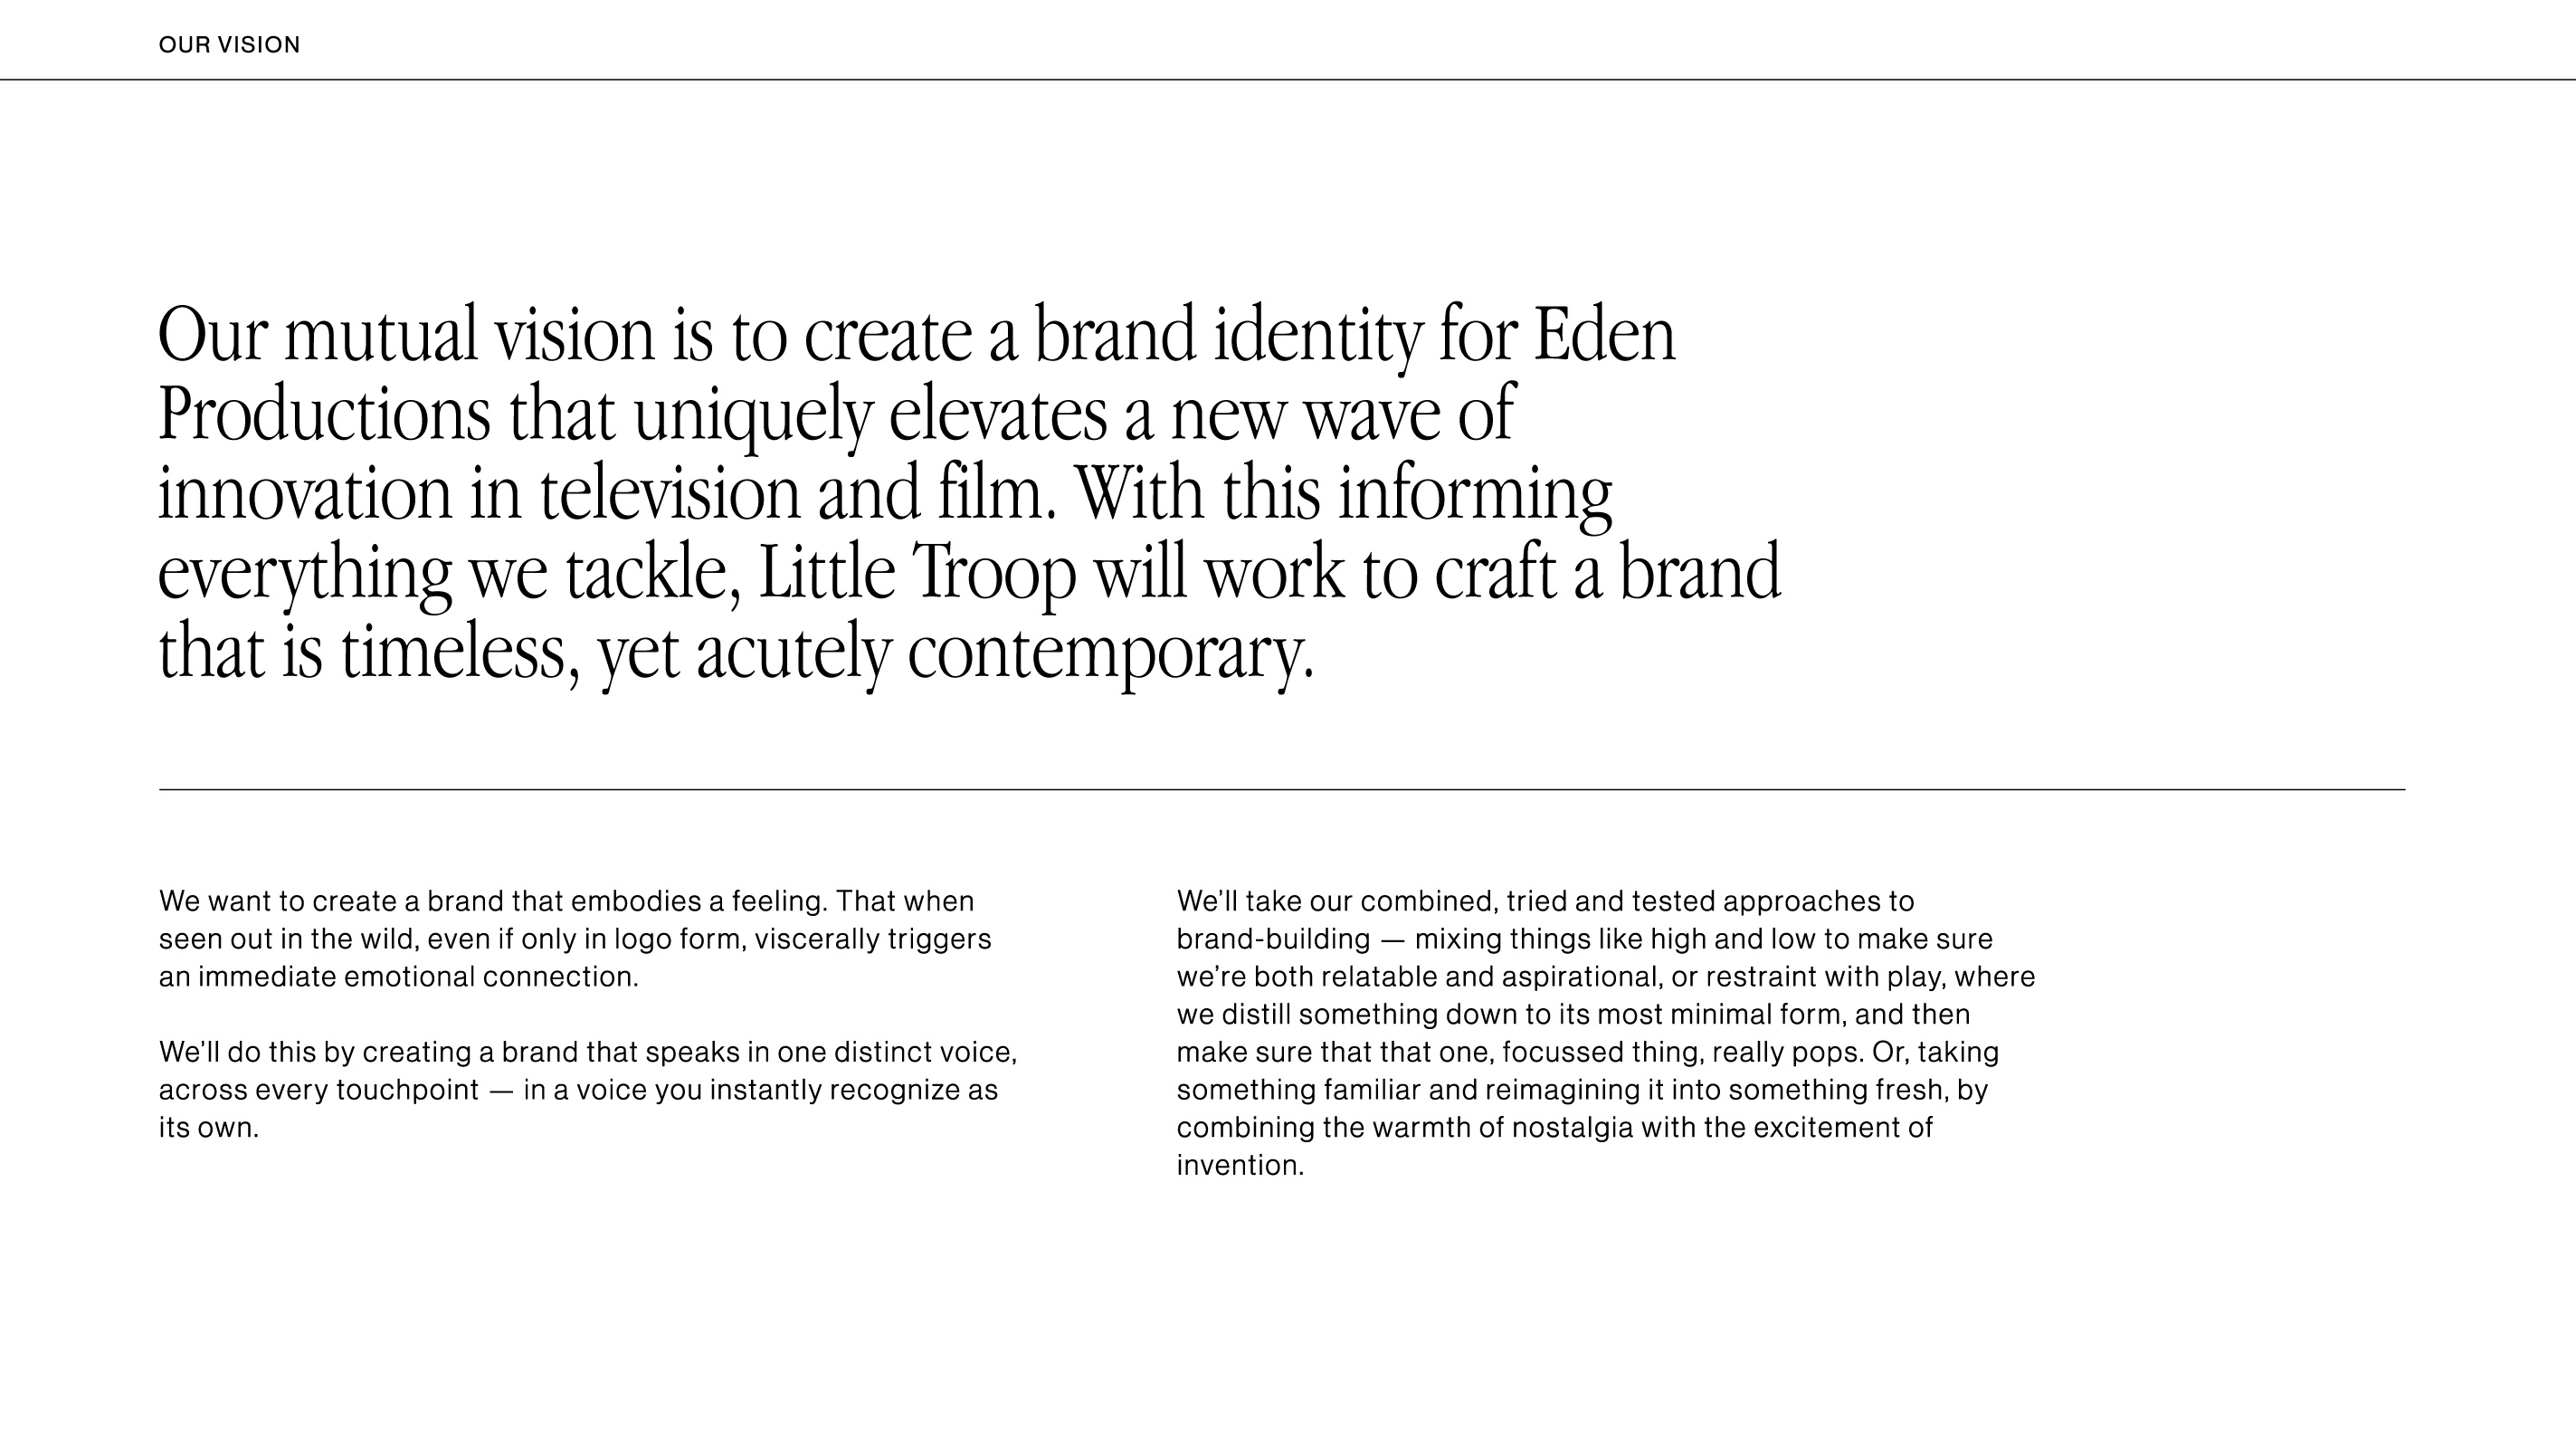 OUR VISION
Our mutual vision is to create a brand identity for Eden
Productions that uniquely elevates a new wave of
innovation in television and film. With this informing
everything we tackle, Little Troop will work to craft a brand
that is timeless, yet acutely contemporary.
We want to create a brand that embodies a feeling. That when
seen out in the wild, even if only in logo form, viscerally triggers
an immediate emotional connection.
We’ll do this by creating a brand that speaks in one distinct voice,
across every touchpoint — in a voice you instantly recognize as
its own.
We’ll take our combined, tried and tested approaches to
brand-building — mixing things like high and low to make sure
we’re both relatable and aspirational, or restraint with play, where
we distill something down to its most minimal form, and then
make sure that that one, focussed thing, really pops. Or, taking
something familiar and reimagining it into something fresh, by
combining the warmth of nostalgia with the excitement of
invention.